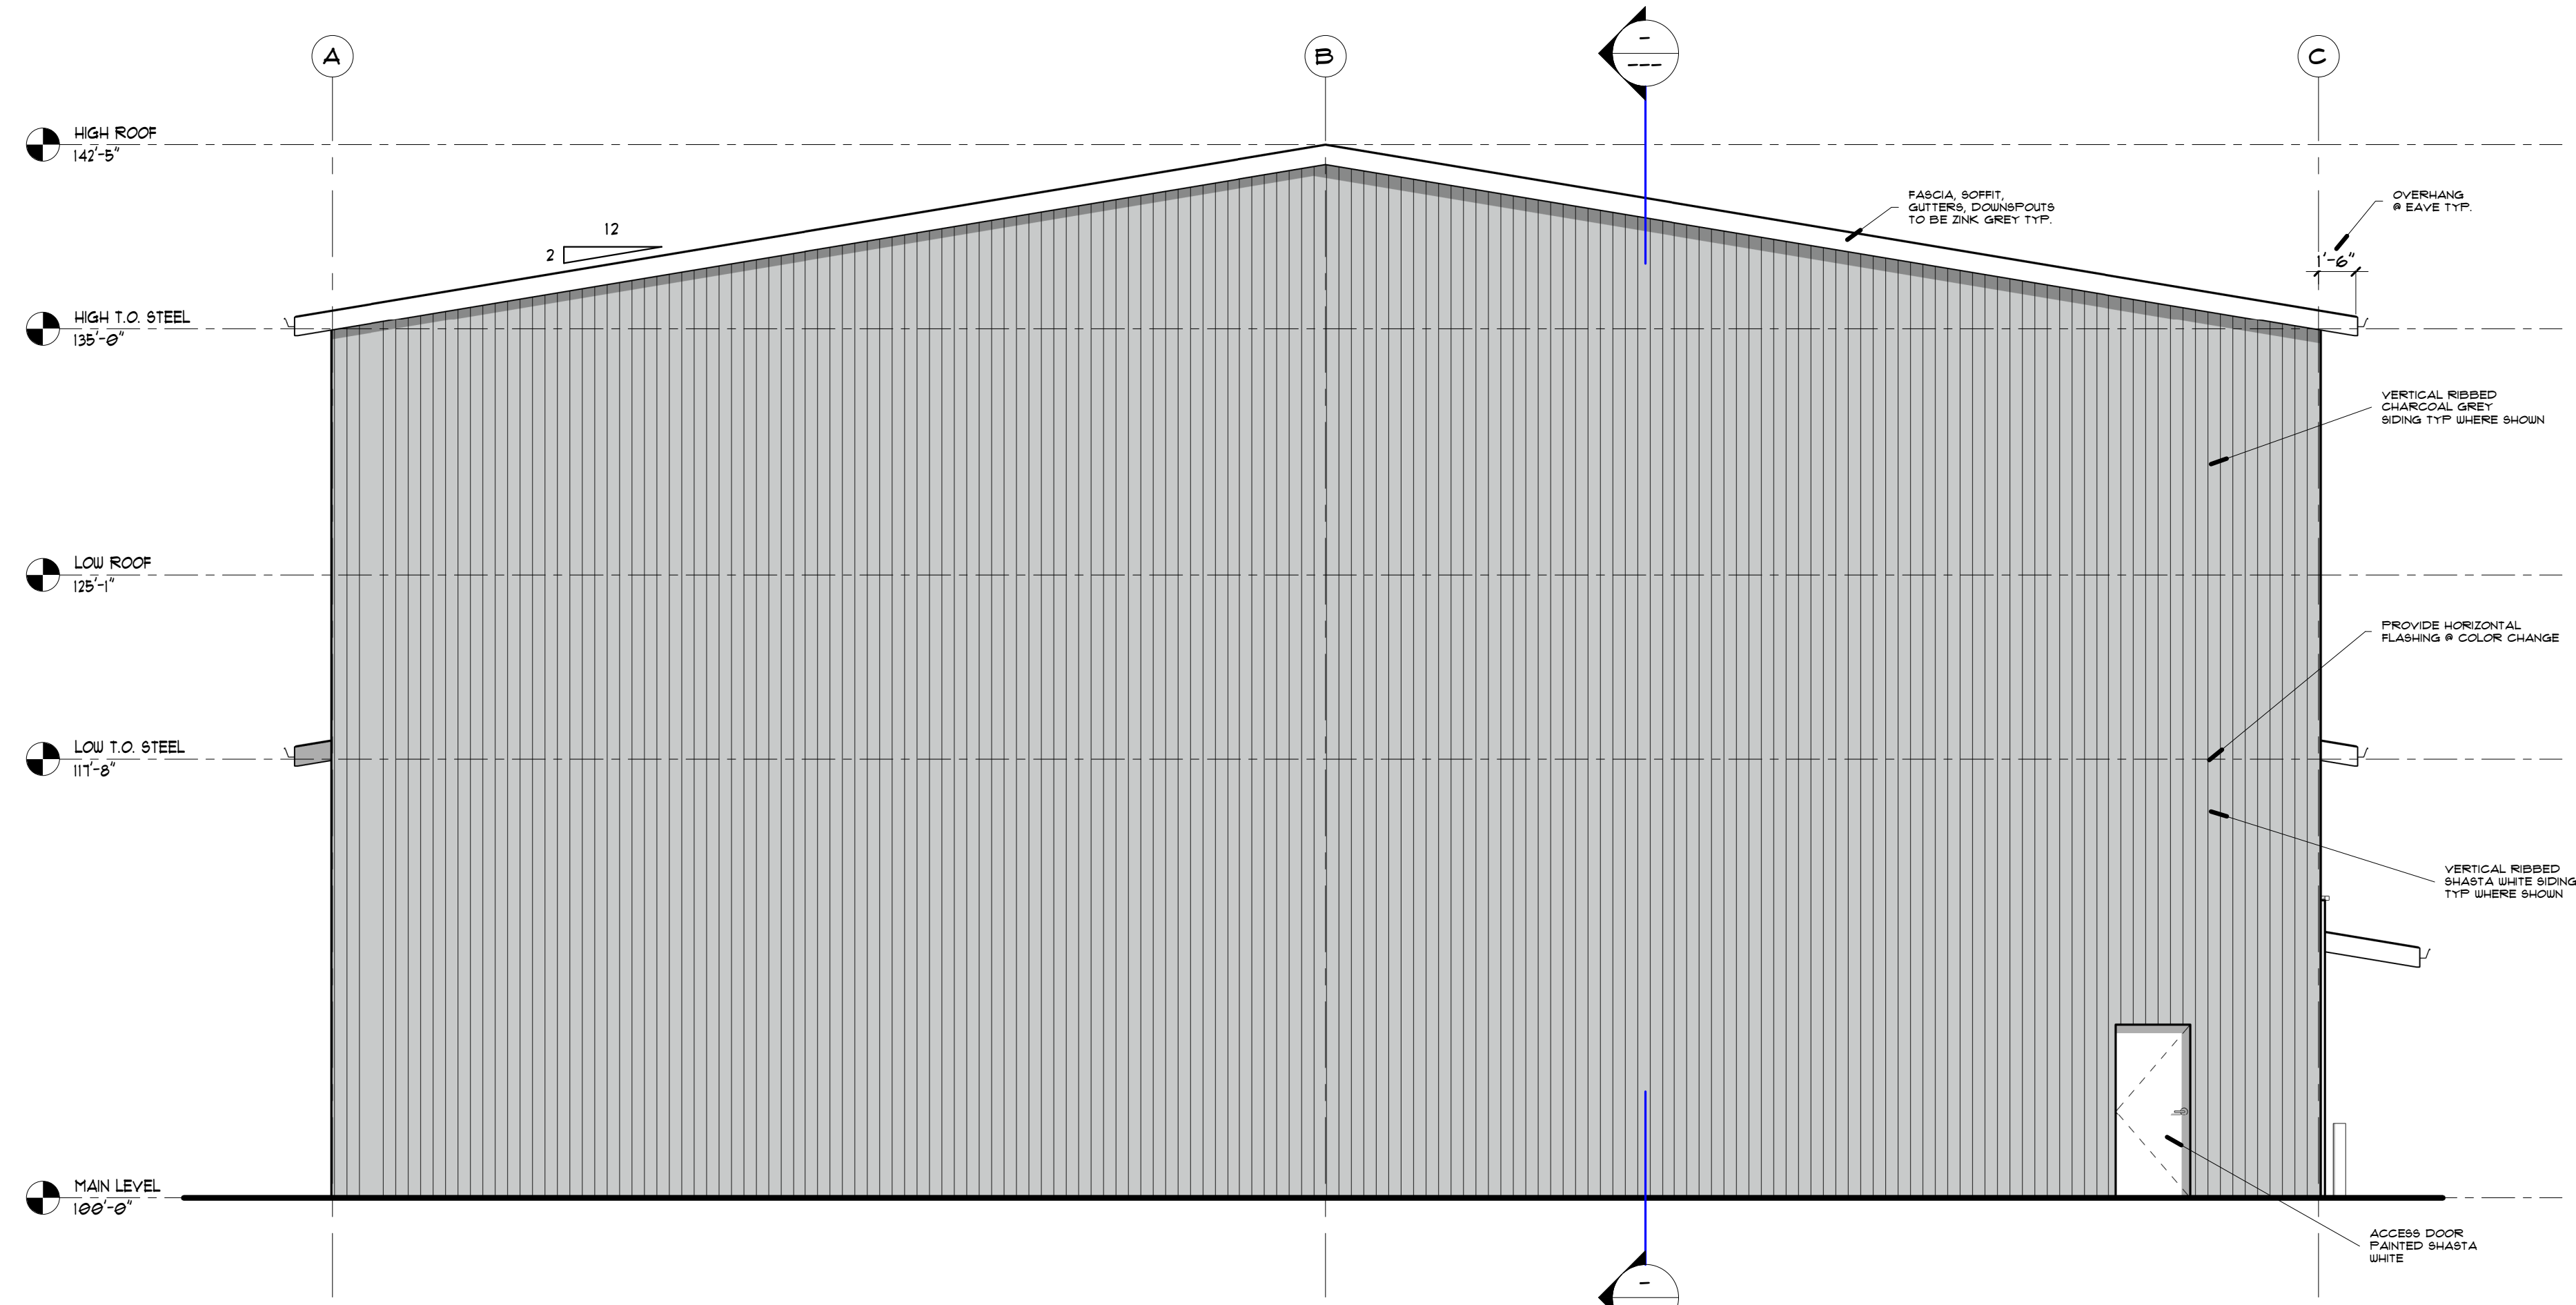 A
B
-
---
C
HIGH ROOF
142'-5"
FASCIA, SOFFIT,
GUTTERS, DOWNSPOUTS
TO BE ZINK GREY TYP.
OVERHANG
@ EAVE TYP.
12
2
1'-6"
HIGH T.O. STEEL
135'-0"
VERTICAL RIBBED
CHARCOAL GREY
SIDING TYP WHERE SHOWN
LOW ROOF
125'-1"
PROVIDE HORIZONTAL
FLASHING @ COLOR CHANGE
LOW T.O. STEEL
117'-8"
VERTICAL RIBBED
SHASTA WHITE SIDING
TYP WHERE SHOWN
MAIN LEVEL
100'-0"
ACCESS DOOR
PAINTED SHASTA
WHITE
-